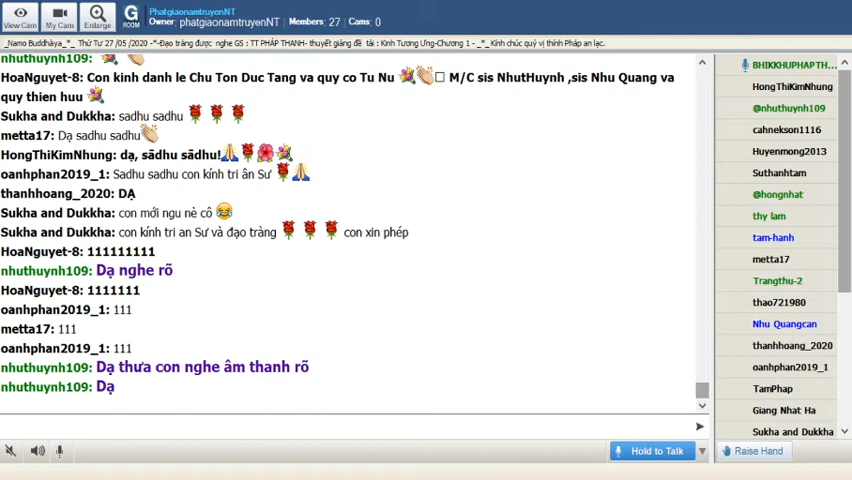 View Cam
My Cam
Enlarge
G
ROOM
PhatgiaonamtruyenNT
Owner: phatgiaonamtruyenNT | Members: 27 | Cams: 0
_Namo Buddhàya_*_ Thứ Tư 27 /05 /2020 -*-Đạo tràng được nghe GS : TT PHÁP THANH- thuyết giảng đề tài : Kinh Tương Ưng-Chương 1 - _*_ Kính chúc quý vị thính Pháp an lạc.
nhuthuynh109:
HoaNguyet-8: Con kinh danh le Chu Ton Duc Tang va quy co Tu Nu M/C sis NhutHuynh ,sis Nhu Quang va
quy thien huu
Sukha and Dukkha: sadhu sadhu
metta17: Dạ sadhu sadhu
HongThiKimNhung: dạ, sādhu sādhu!
oanhphan2019_1: Sadhu sadhu con kính tri ân Sư
thanhhoang_2020: DẠ
Sukha and Dukkha: con mới ngu nè cô
Sukha and Dukkha: con kính tri an Sư và đạo tràng con xin phép
HoaNguyet-8: 111111111
nhuthuynh109: Dạ nghe rõ
HoaNguyet-8: 1111111
oanhphan2019_1: 111
metta17: 111
oanhphan2019_1: 111
nhuthuynh109: Dạ thưa con nghe âm thanh rõ
nhuthuynh109: Dạ
Hold to Talk
BHIKKHUPHAPTH...
HongThiKimNhung
@nhuthuynh109
cahnekson1116
Huyenmong2013
Suthanhtam
@hongnhat
thy lam
tam-hanh
metta17
Trangthu-2
thao721980
Nhu Quangcan
thanhhoang_2020
oanhphan2019_1
TamPhap
Giang Nhat Ha
Sukha and Dukkha
Raise Hand